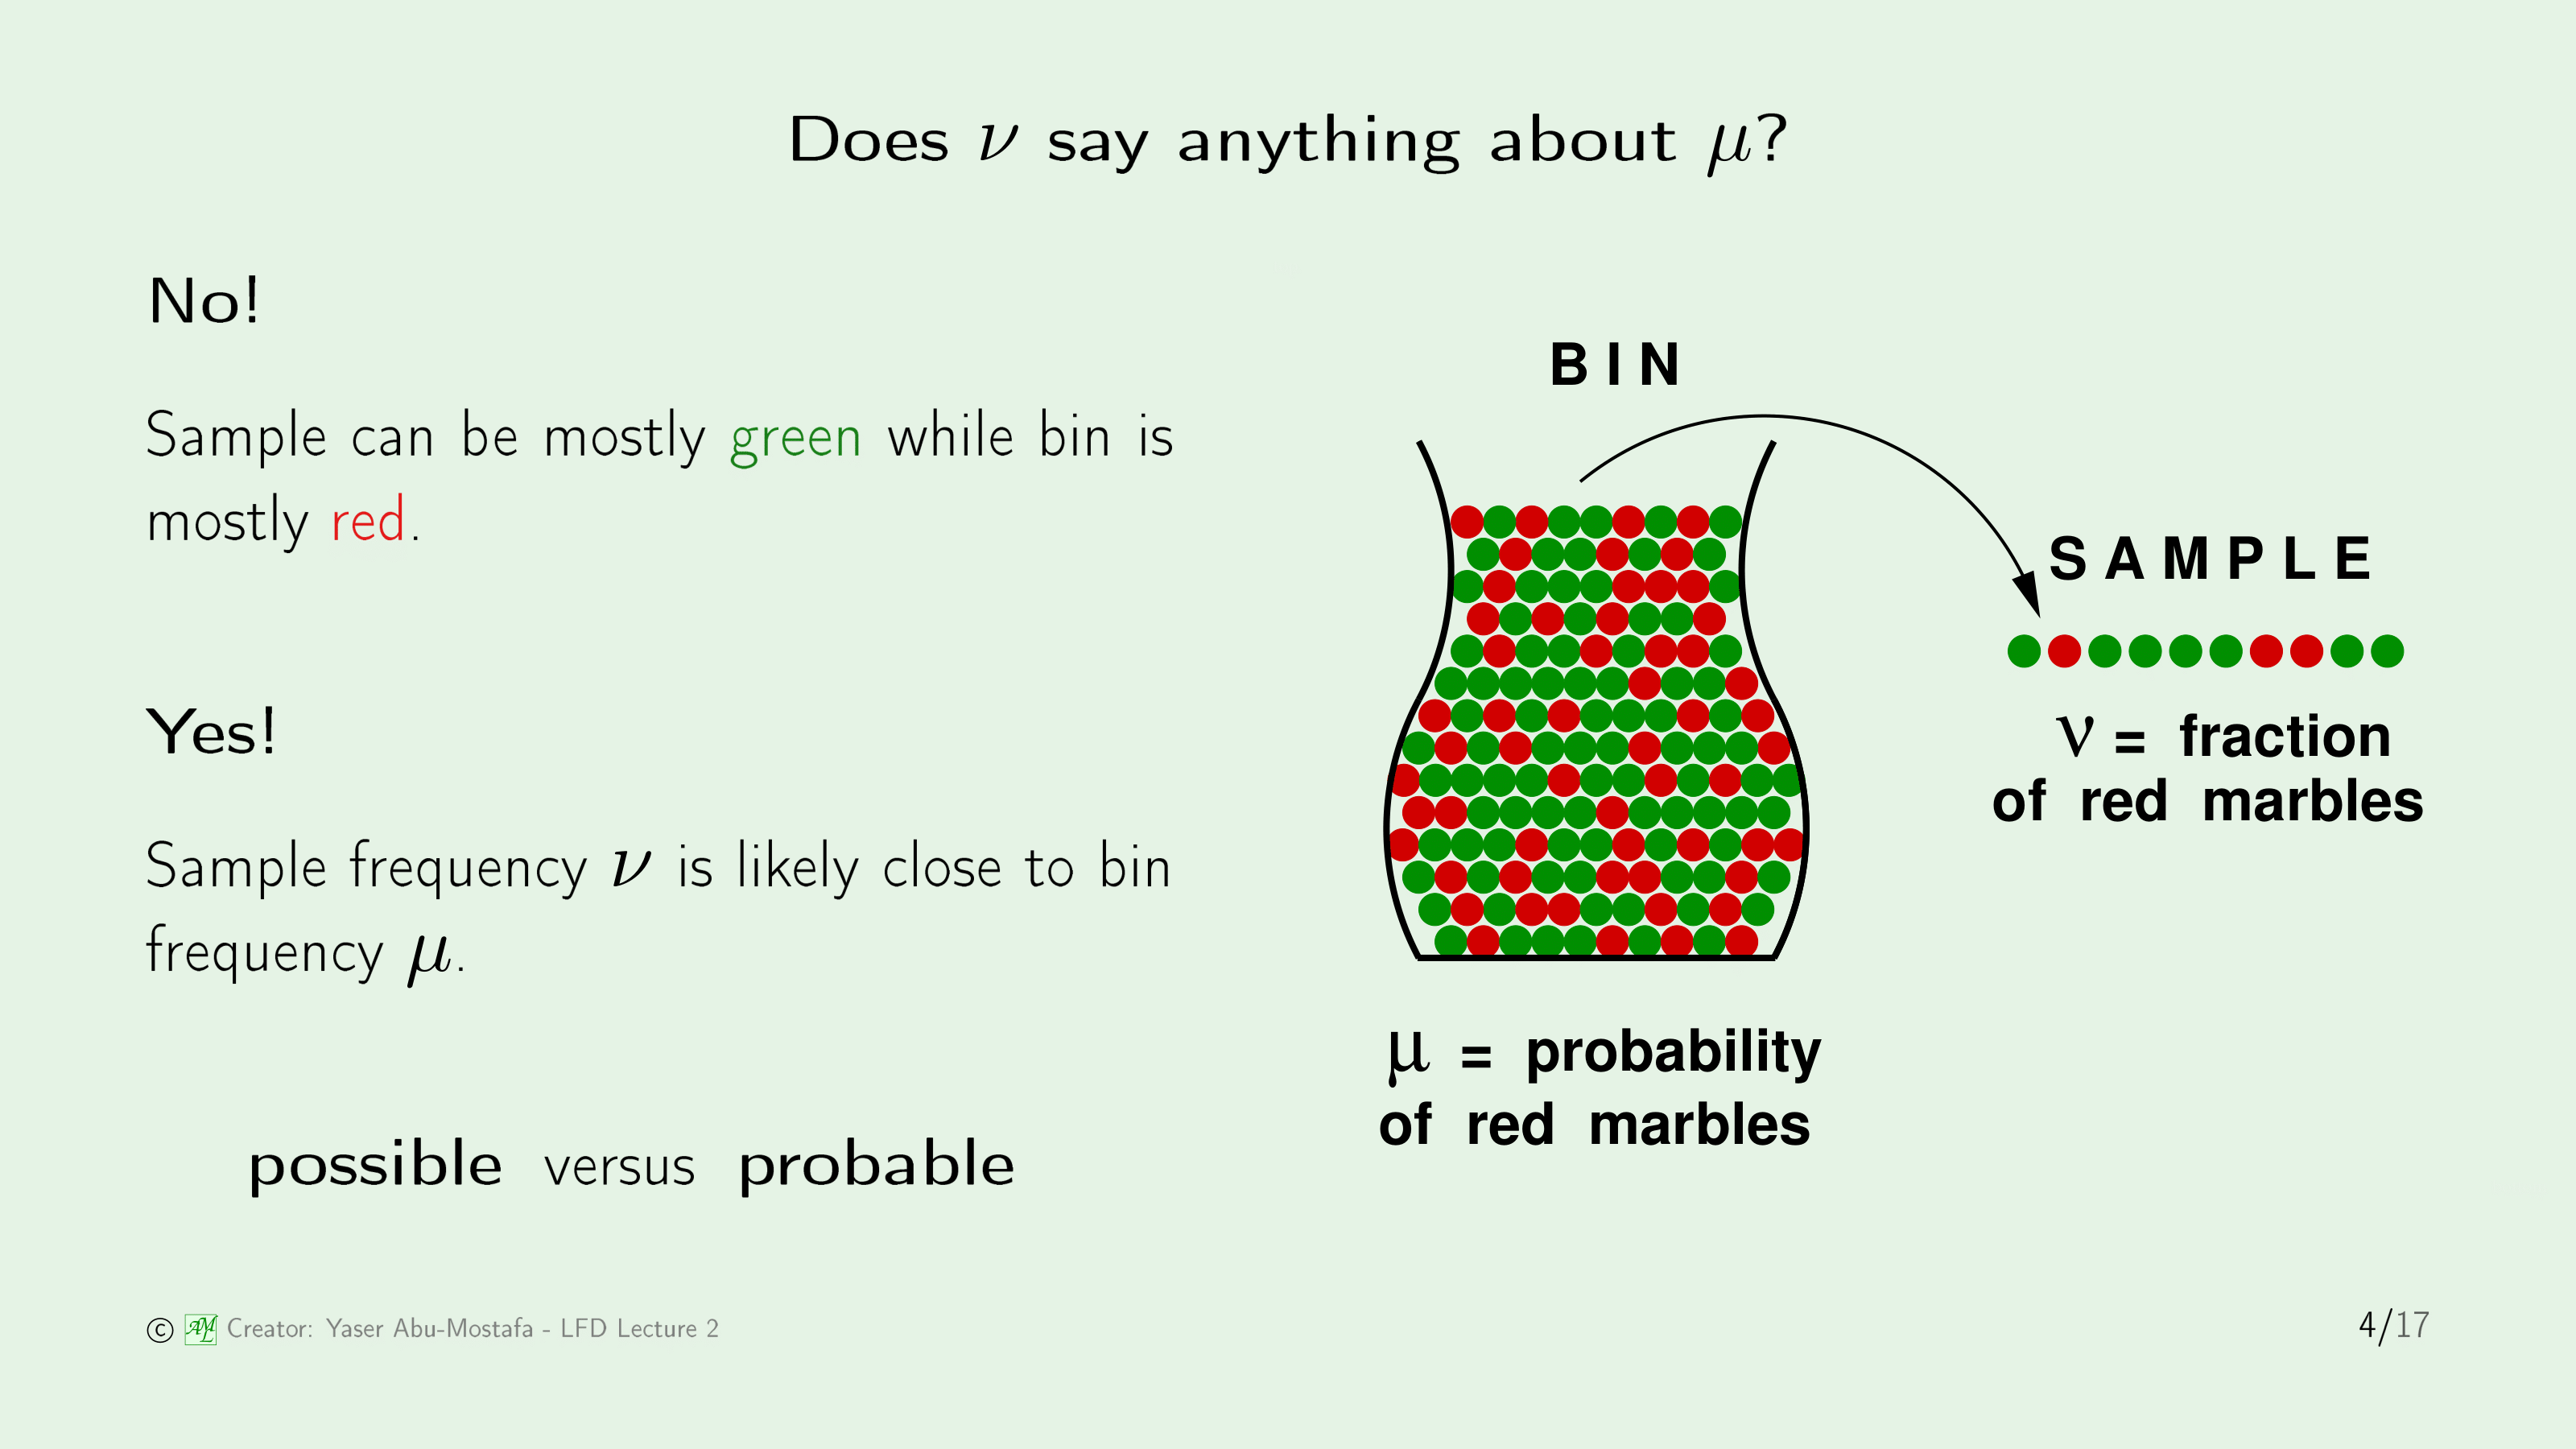 Does ν say anything about μ?
No!
Sample can be mostly green while bin is
mostly red.
Yes!
Sample frequency ν is likely close to bin
frequency μ.
possible versus probable
BIN
SAMPLE
ν = fraction
of red marbles
μ = probability
of red marbles
© AML Creator: Yaser Abu-Mostafa - LFD Lecture 2
4/17